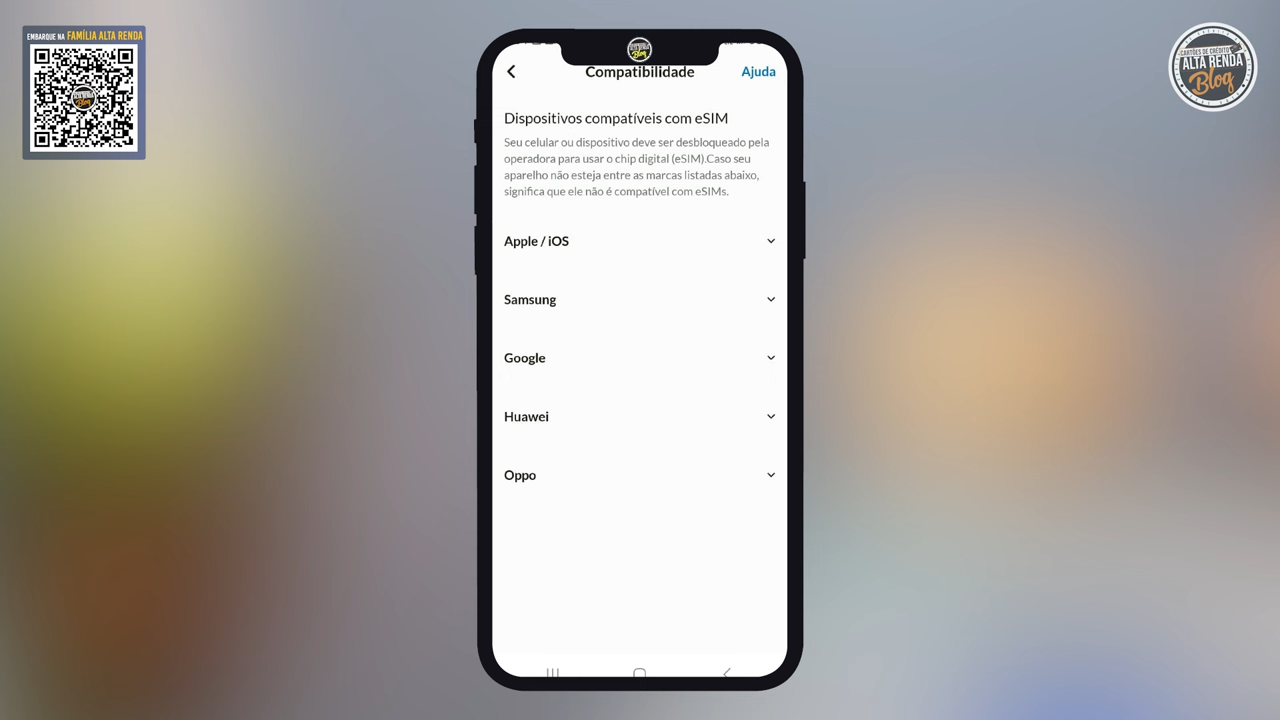 EMBARQUE NA FAMÍLIA ALTA RENDA
CARTÕES DE CRÉDITO
ALTA RENDA
Blog
Compatibilidade
Ajuda
Dispositivos compatíveis com eSIM
Seu celular ou dispositivo deve ser desbloqueado pela
operadora para usar o chip digital (eSIM).Caso seu
aparelho não esteja entre as marcas listadas abaixo,
significa que ele não é compatível com eSIMs.
Apple / iOS
Samsung
Google
Huawei
Oppo